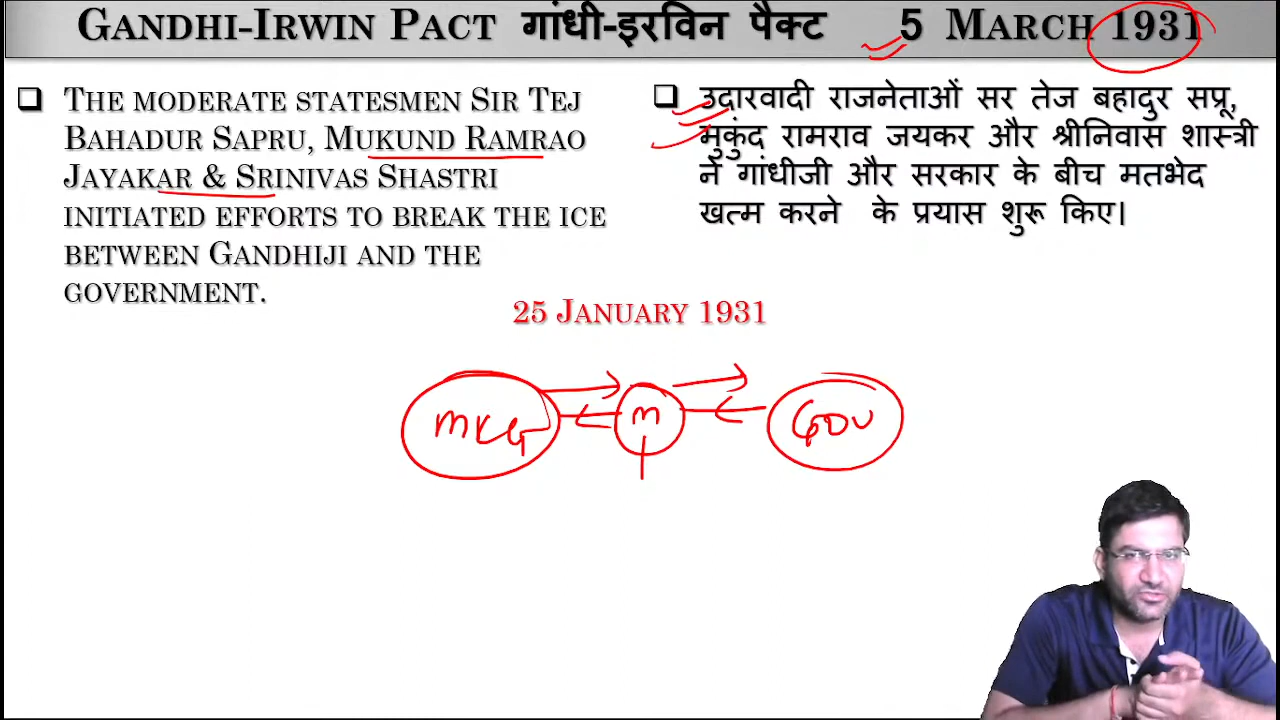 GANDHI-IRWIN PACT गांधी-इरविन पैक्ट 5 MARCH 1931
THE MODERATE STATESMEN SIR TEJ
BAHADUR SAPRU, MUKUND RAMRAO
JAYAKAR & SRINIVAS SHASTRI
INITIATED EFFORTS TO BREAK THE ICE
BETWEEN GANDHIJI AND THE
GOVERNMENT.
उदारवादी राजनेताओं सर तेज बहादुर सप्रू,
मुकुंद रामराव जयकर और श्रीनिवास शास्त्री
ने गांधीजी और सरकार के बीच मतभेद
खत्म करने के प्रयास शुरू किए।
25 JANUARY 1931
MKG M GOV